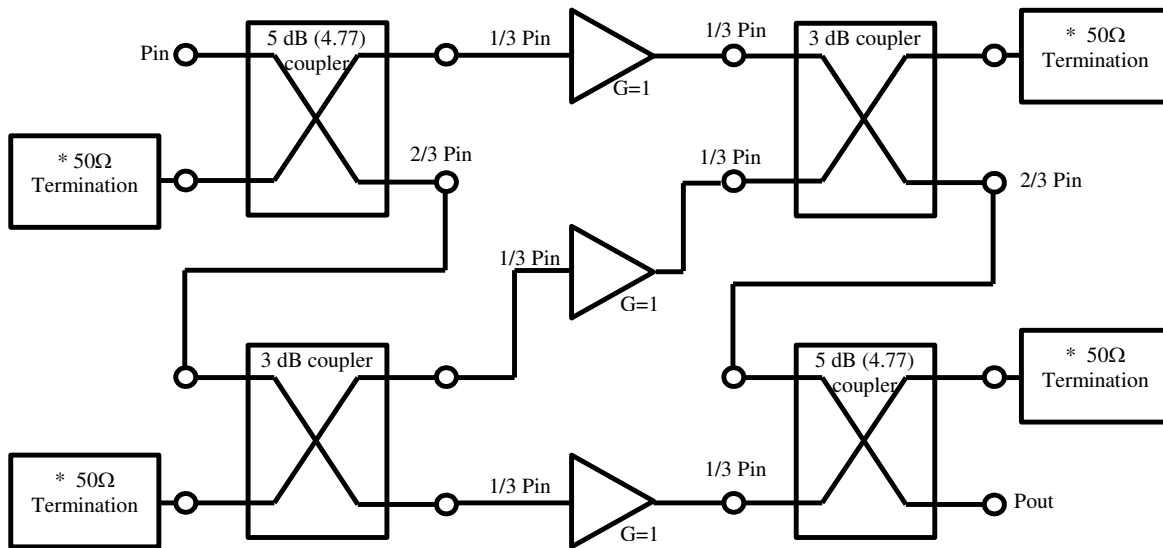 Pin
5 dB (4.77)
coupler
1/3 Pin
G=1
1/3 Pin
3 dB coupler
* 50Ω
Termination
* 50Ω
Termination
2/3 Pin
1/3 Pin
2/3 Pin
1/3 Pin
G=1
3 dB coupler
5 dB (4.77)
coupler
* 50Ω
Termination
* 50Ω
Termination
1/3 Pin
G=1
1/3 Pin
Pout